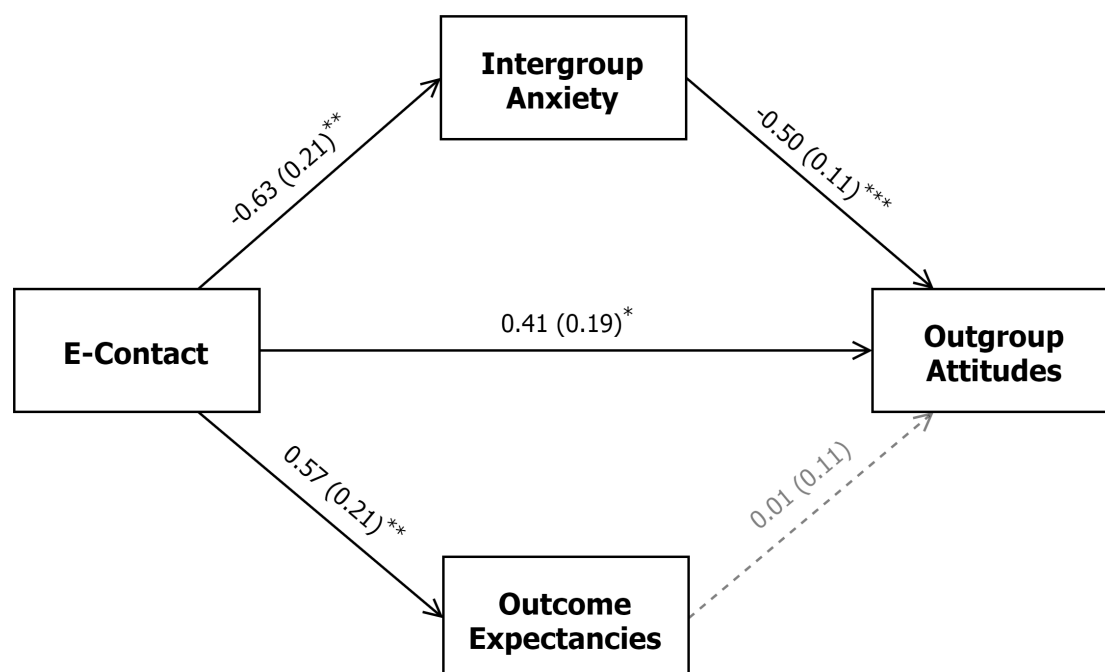 Intergroup
Anxiety
-0.63 (0.21)**
-0.50 (0.11)***
E-Contact
0.41 (0.19)*
Outgroup
Attitudes
0.57 (0.21)**
0.01 (0.11)
Outcome
Expectancies